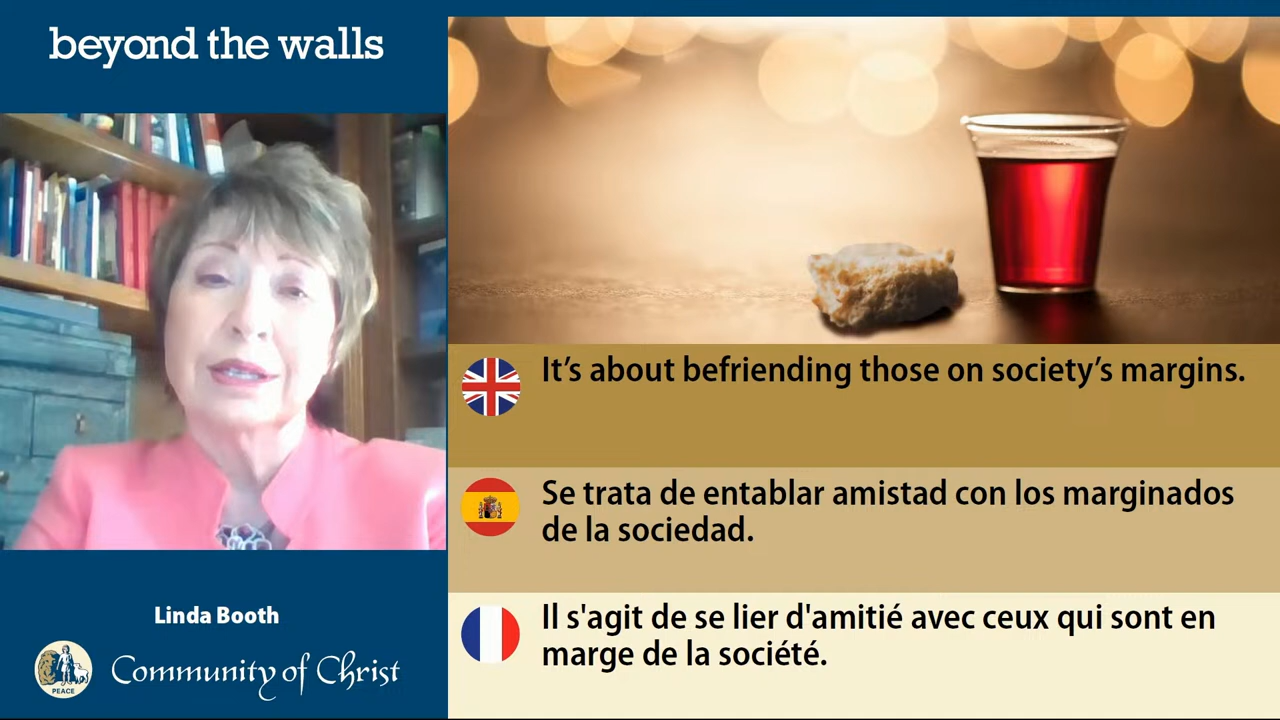 beyond the walls
It’s about befriending those on society’s margins.
Se trata de entablar amistad con los marginados
de la sociedad.
Il s'agit de se lier d'amitié avec ceux qui sont en
marge de la société.
Linda Booth
PEACE
Community of Christ